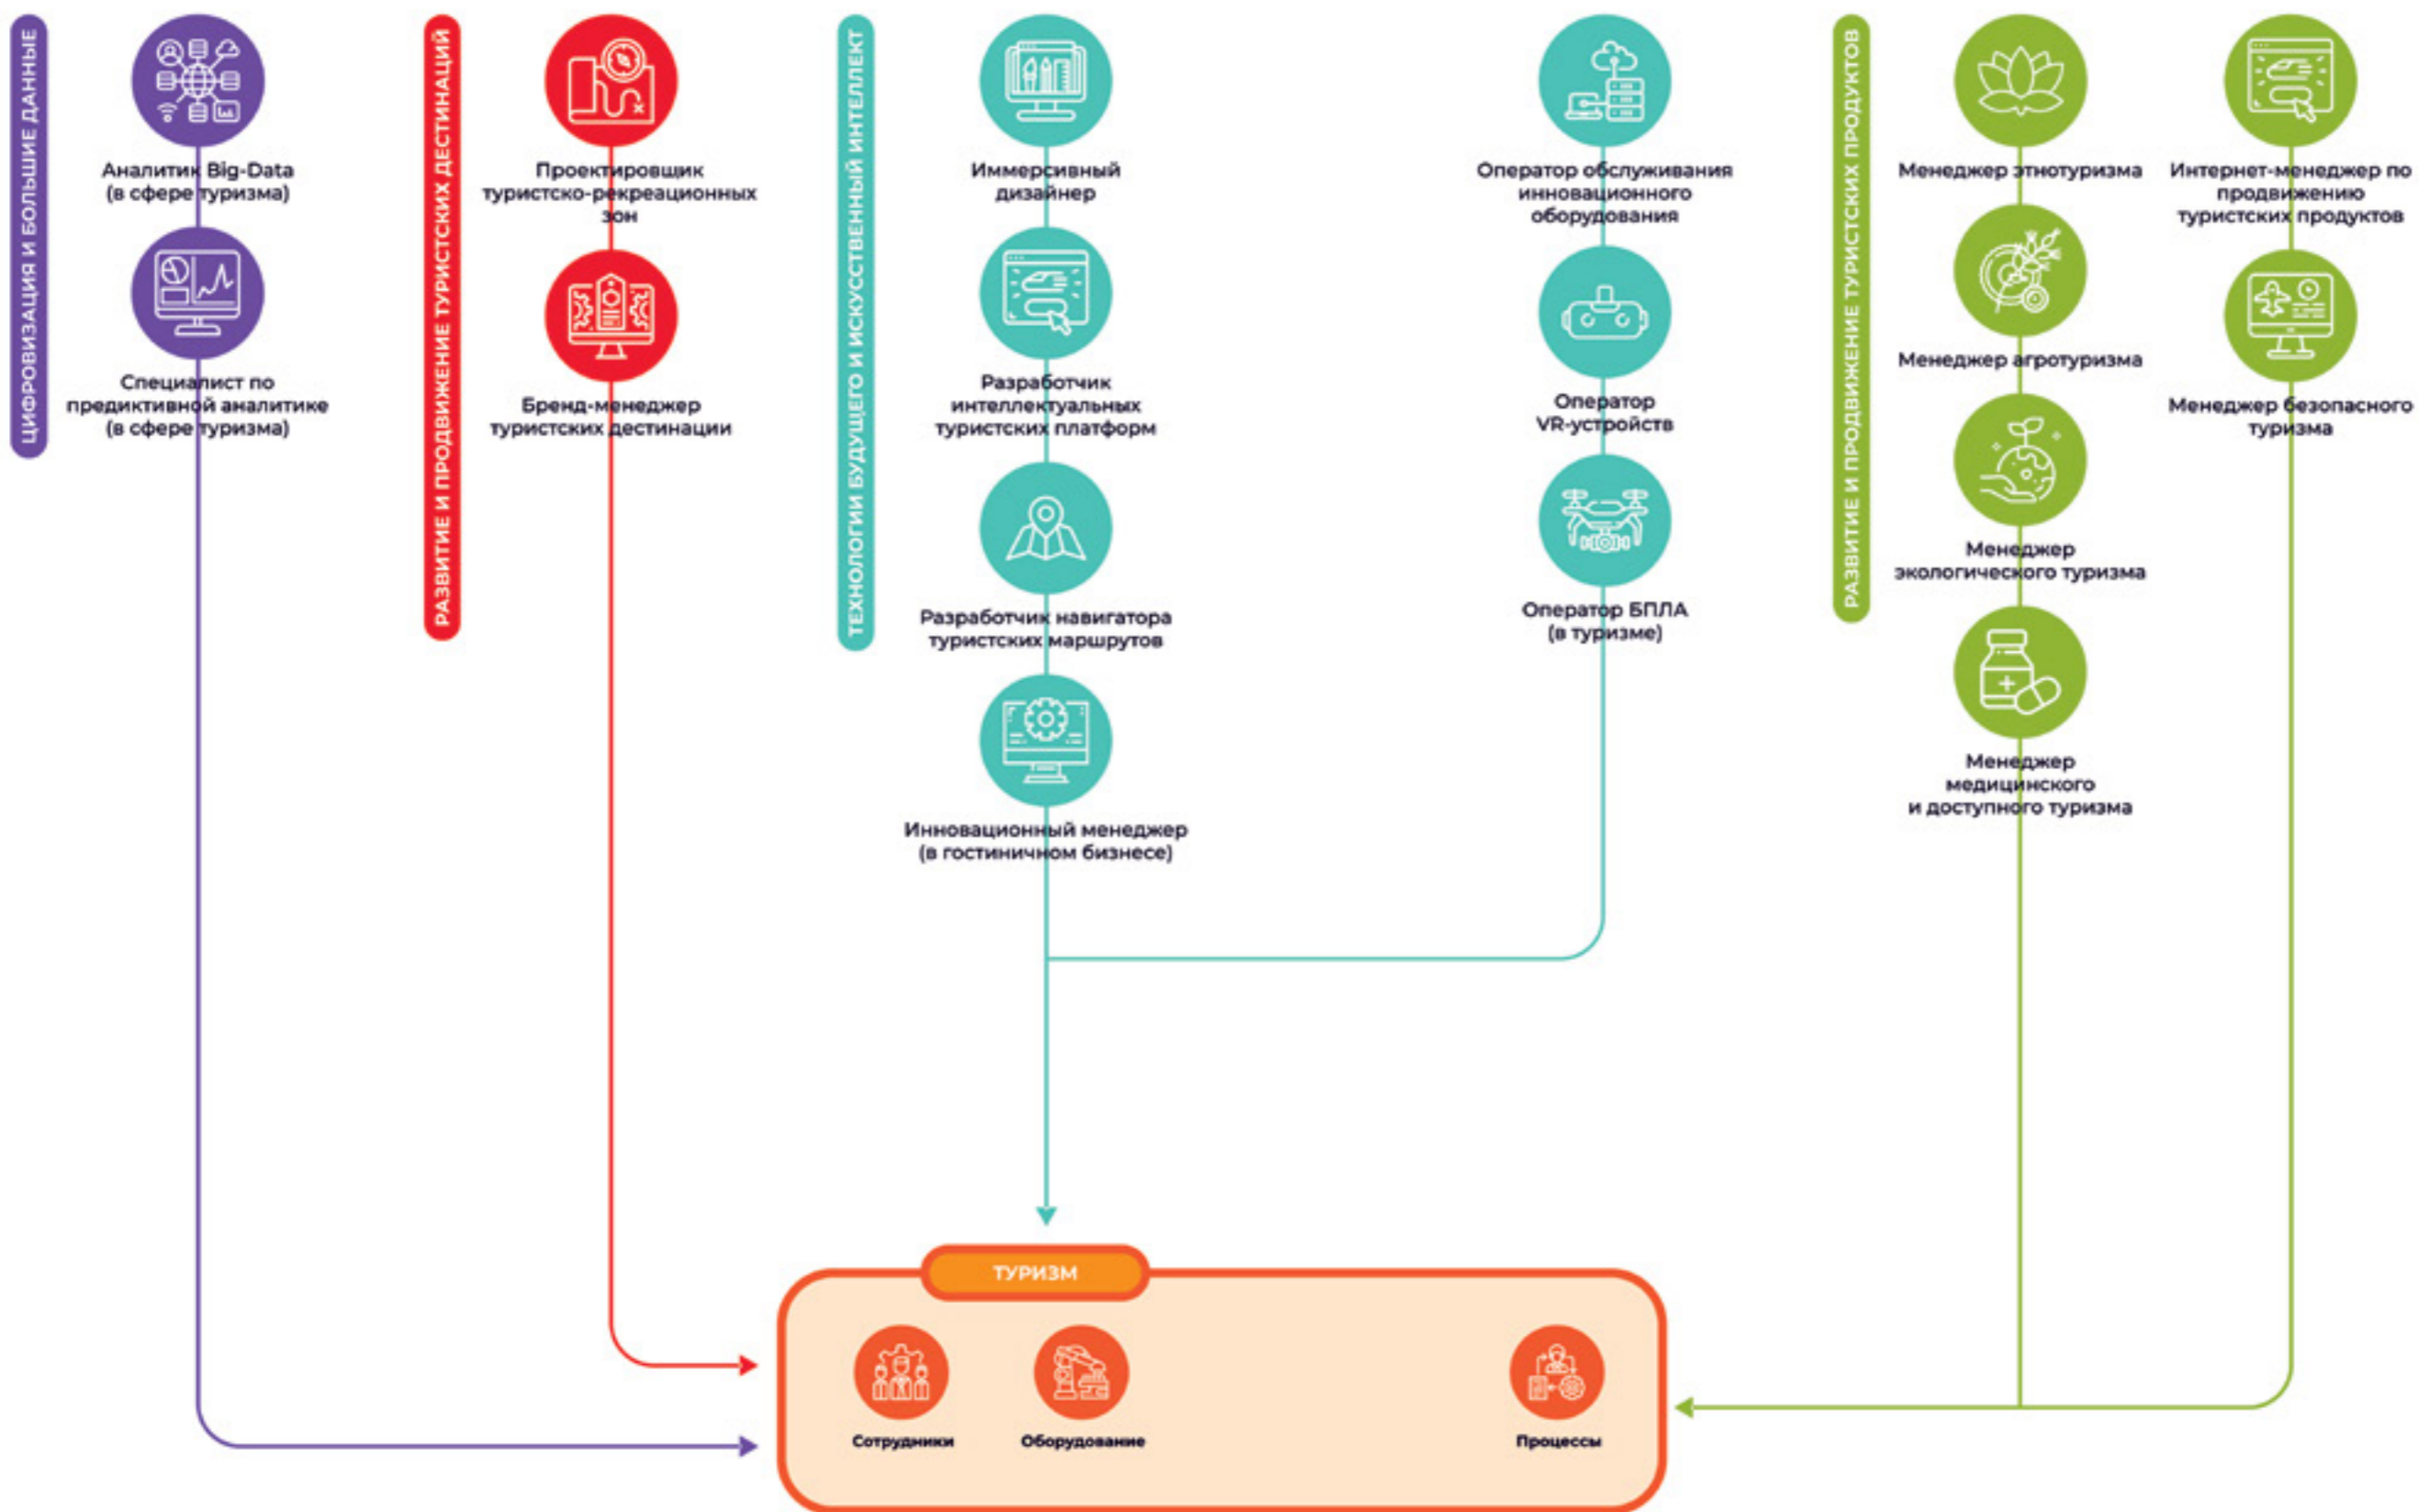 ЦИФРОВИЗАЦИЯ И БОЛЬШИЕ ДАННЫЕ
Аналитик Big-Data
(в сфере туризма)
Специалист по
предиктивной аналитике
(в сфере туризма)
РАЗВИТИЕ И ПРОДВИЖЕНИЕ ТУРИСТСКИХ ДЕСТИНАЦИЙ
Проектировщик
туристско-рекреационных
зон
Бренд-менеджер
туристских дестинации
ТЕХНОЛОГИИ БУДУЩЕГО И ИСКУССТВЕННЫЙ ИНТЕЛЛЕКТ
Иммерсивный
дизайнер
Разработчик
интеллектуальных
туристских платформ
Разработчик навигатора
туристских маршрутов
Инновационный менеджер
(в гостиничном бизнесе)
Оператор обслуживания
инновационного
оборудования
Оператор
VR-устройств
Оператор БПЛА
(в туризме)
РАЗВИТИЕ И ПРОДВИЖЕНИЕ ТУРИСТСКИХ ПРОДУКТОВ
Менеджер этнотуризма
Менеджер агротуризма
Менеджер
экологического туризма
Менеджер
медицинского
и доступного туризма
Интернет-менеджер по
продвижению
туристских продуктов
Менеджер безопасного
туризма
ТУРИЗМ
Сотрудники
Оборудование
Процессы